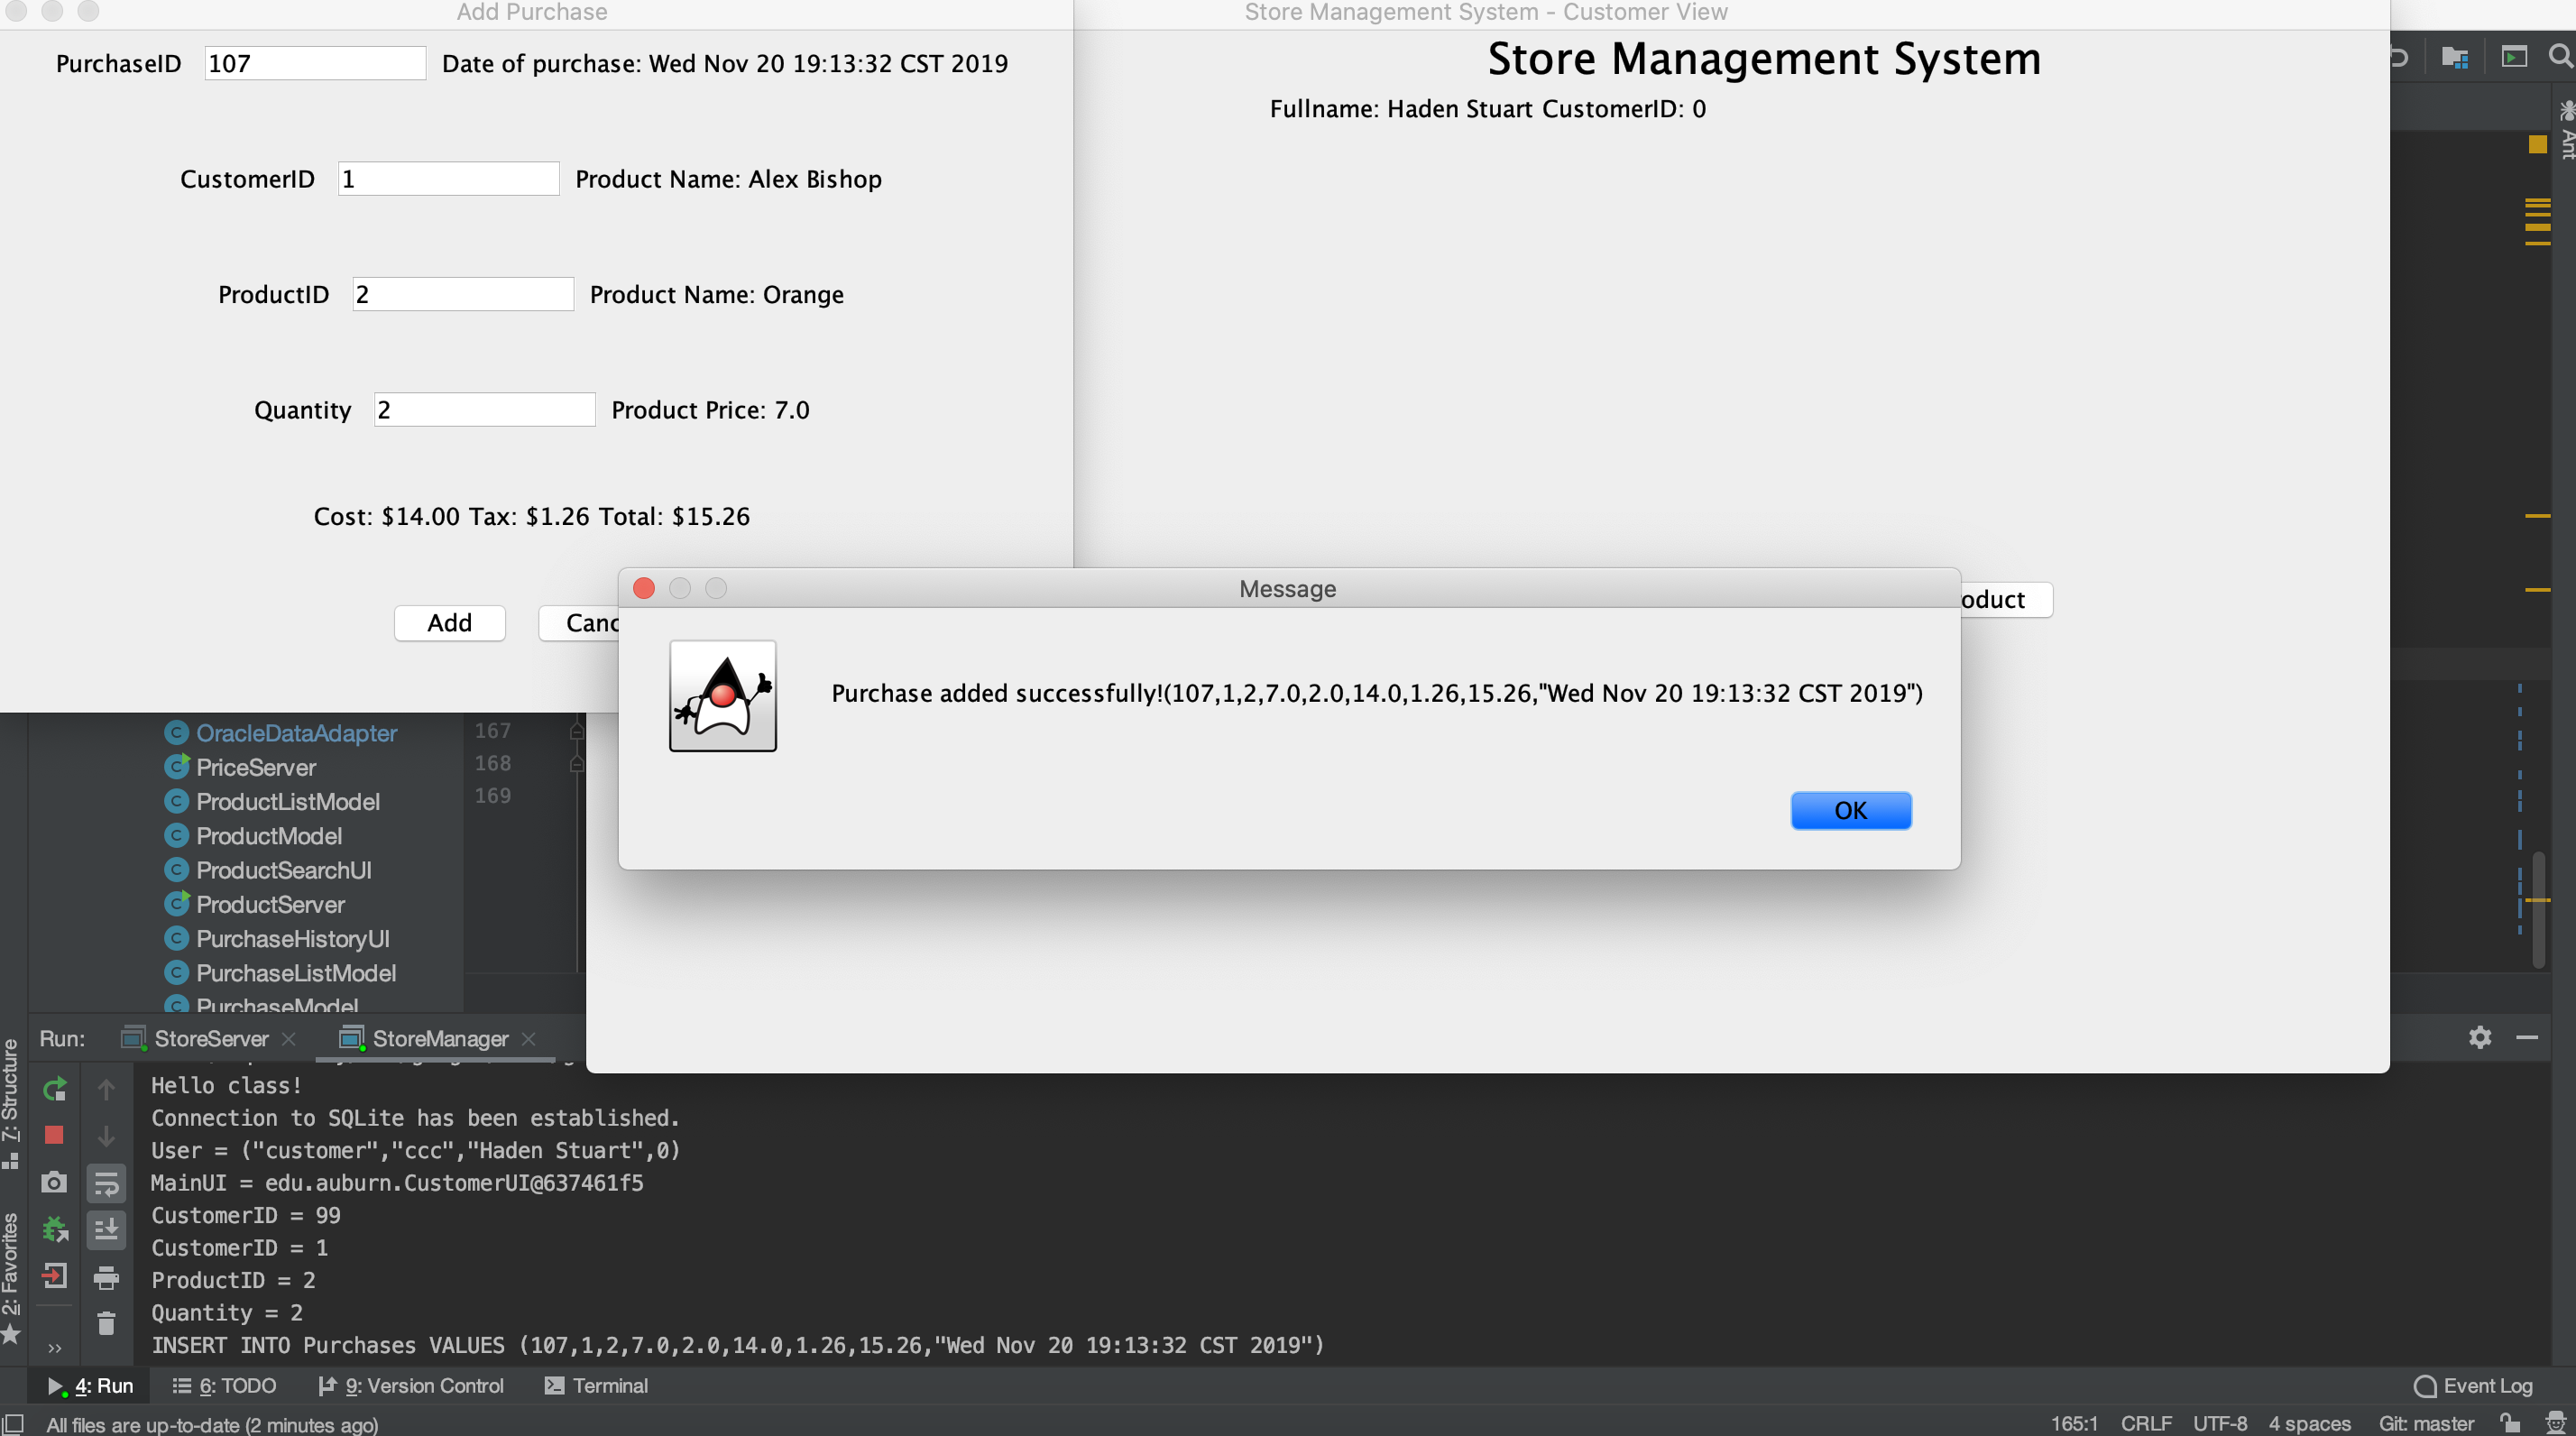 Add Purchase
PurchaseID 107 Date of purchase: Wed Nov 20 19:13:32 CST 2019
CustomerID 1 Product Name: Alex Bishop
ProductID 2 Product Name: Orange
Quantity 2 Product Price: 7.0
Cost: $14.00 Tax: $1.26 Total: $15.26
Add
Store Management System - Customer View
Store Management System
Fullname: Haden Stuart CustomerID: 0
Message
Purchase added successfully!(107,1,2,7.0,2.0,14.0,1.26,15.26,"Wed Nov 20 19:13:32 CST 2019")
OK
Ant
OracleDataAdapter
PriceServer
ProductListModel
ProductModel
ProductSearchUI
ProductServer
PurchaseHistoryUI
PurchaseListModel
PurchaseModel
167
168
169
7: Structure
2: Favorites
Run: StoreServer StoreManager
Hello class!
Connection to SQLite has been established.
User = ("customer","ccc","Haden Stuart",0)
MainUI = edu.auburn.CustomerUI@637461f5
CustomerID = 99
CustomerID = 1
ProductID = 2
Quantity = 2
INSERT INTO Purchases VALUES (107,1,2,7.0,2.0,14.0,1.26,15.26,"Wed Nov 20 19:13:32 CST 2019")
4: Run 6: TODO 9: Version Control Terminal Event Log
All files are up-to-date (2 minutes ago) 165:1 CRLF UTF-8 4 spaces Git: master